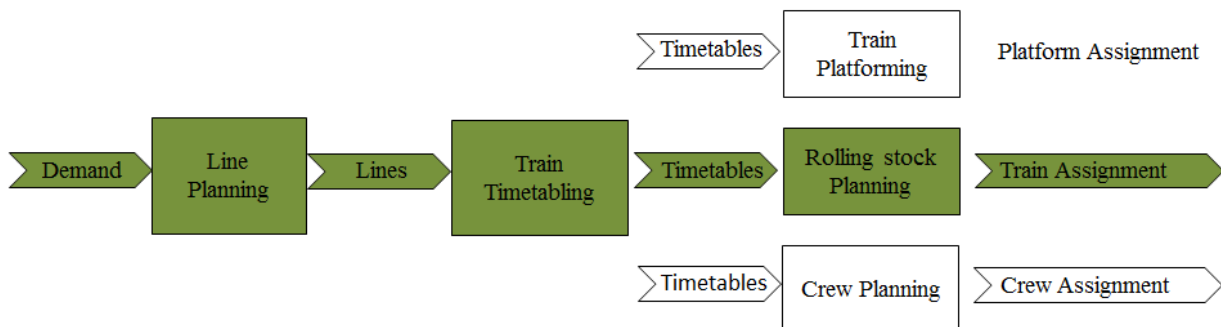 Timetables
Train
Platforming
Platform Assignment
Demand
Line
Planning
Lines
Train
Timetabling
Timetables
Rolling stock
Planning
Train Assignment
Timetables
Crew Planning
Crew Assignment